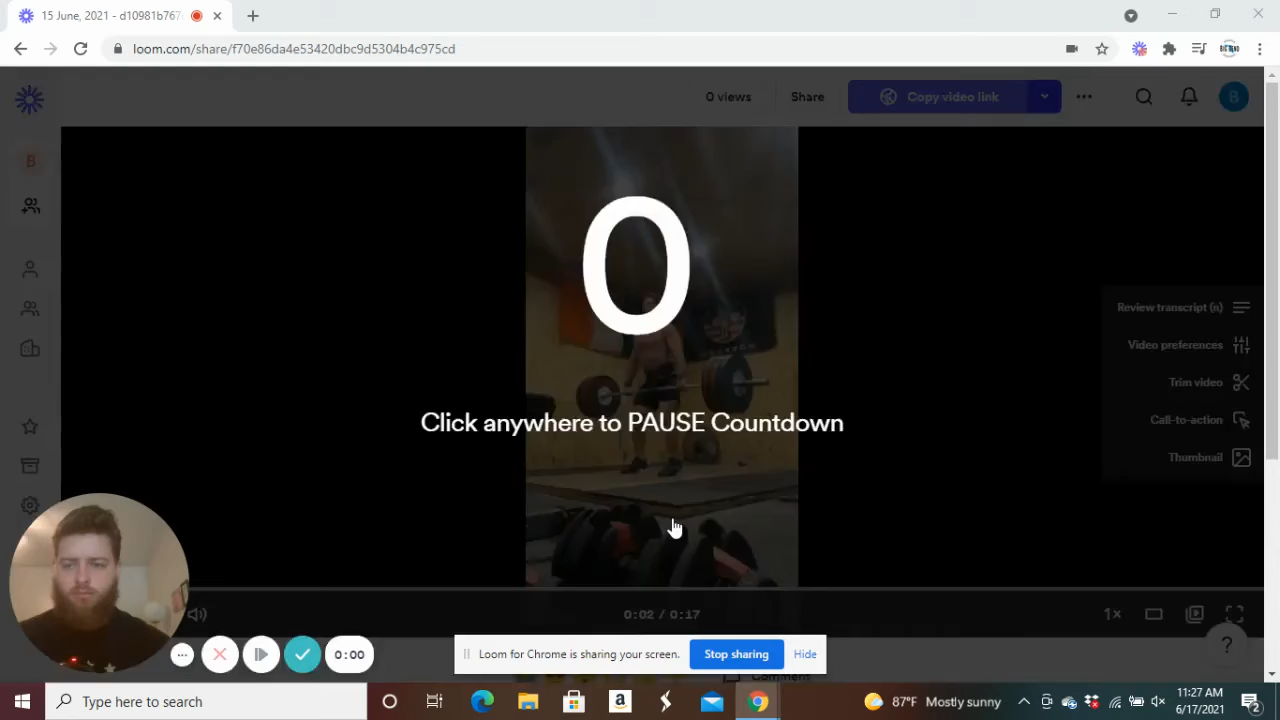 15 June, 2021 - d10981b767
loom.com/share/f70e86da4e53420dbc9d5304b4c975cd
0 views
Share
Copy video link
B
B
0
Click anywhere to PAUSE Countdown
Review transcript (n)
Video preferences
Trim video
Call-to-action
Thumbnail
0:02 / 0:17
1×
?
0:00
Loom for Chrome is sharing your screen.
Stop sharing
Hide
Comment
Type here to search
a
87°F Mostly sunny
11:27 AM
6/17/2021
2